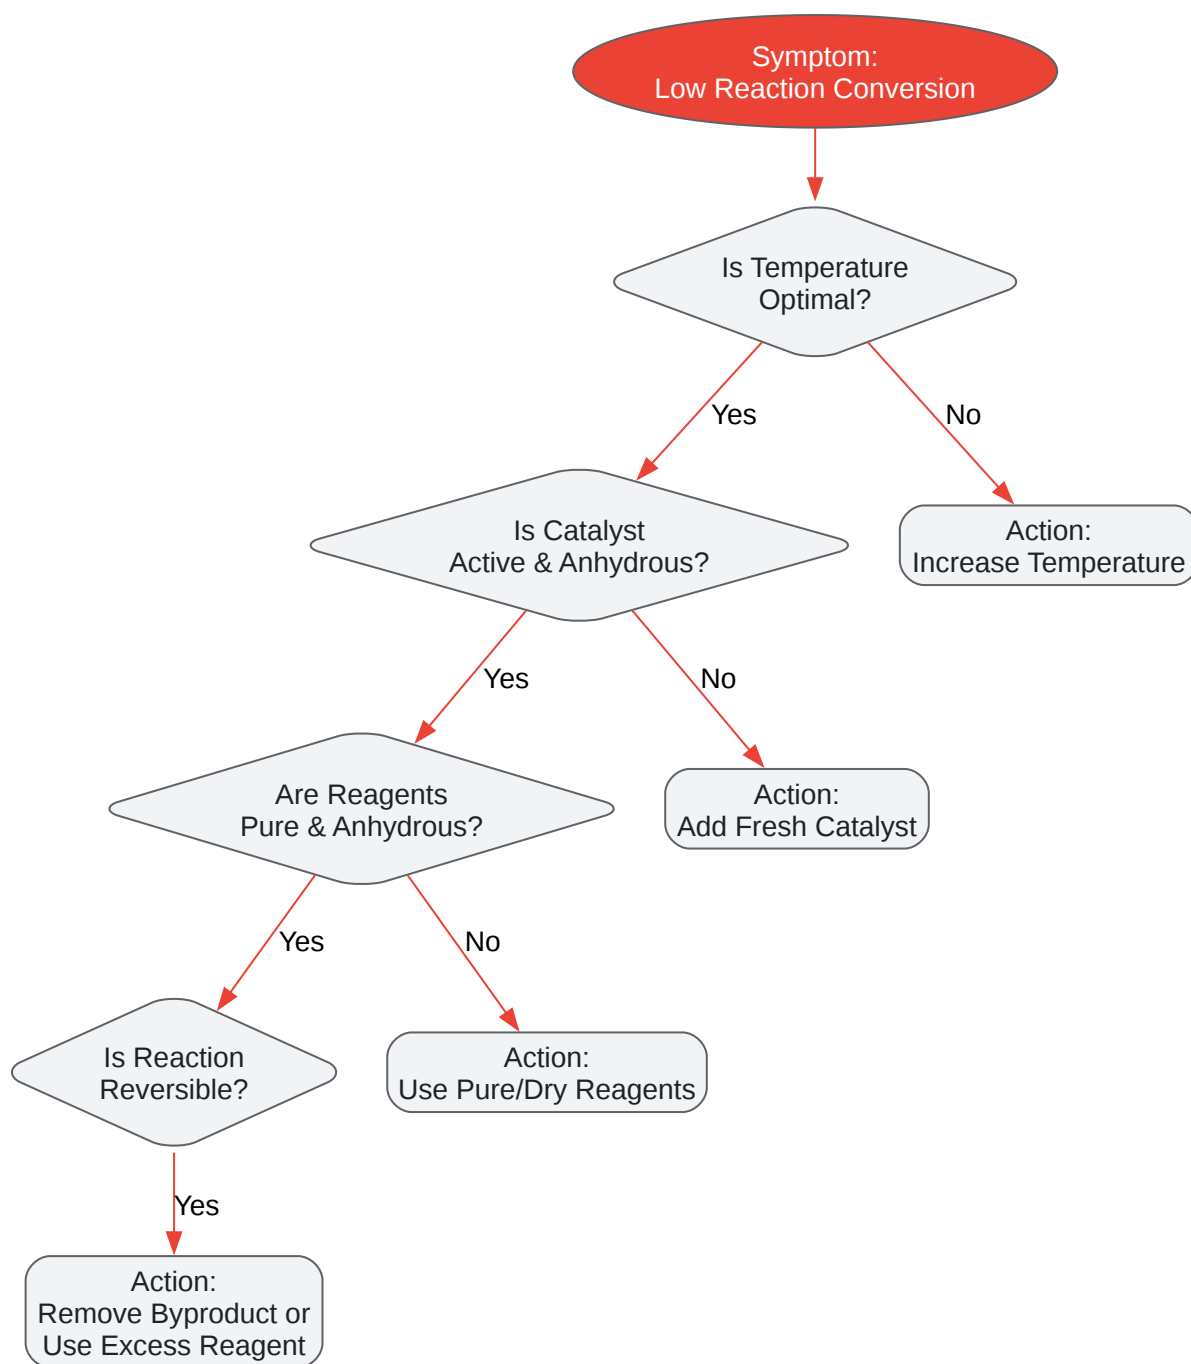 Symptom:
Low Reaction Conversion
Is Temperature
Optimal?
Yes
No
Is Catalyst
Active & Anhydrous?
Action:
Increase Temperature
Yes
No
Are Reagents
Pure & Anhydrous?
Action:
Add Fresh Catalyst
Yes
No
Is Reaction
Reversible?
Action:
Use Pure/Dry Reagents
Yes
Action:
Remove Byproduct or
Use Excess Reagent